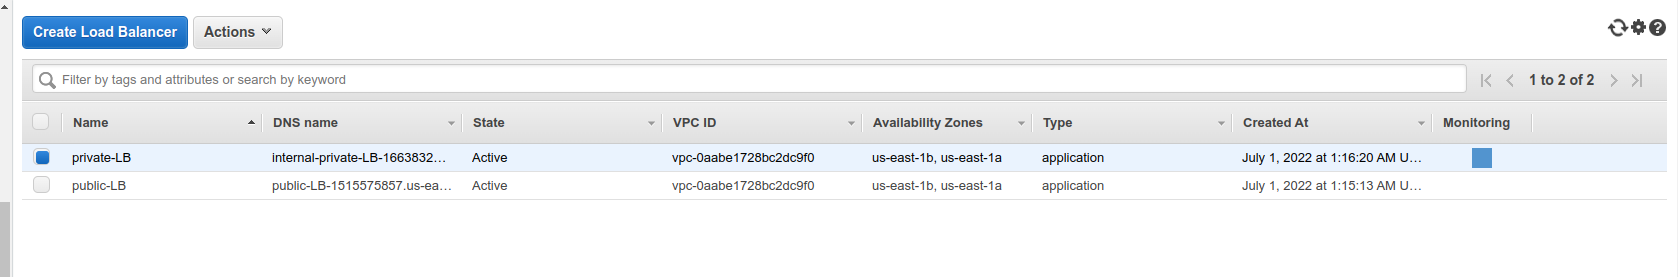 Create Load Balancer Actions
Filter by tags and attributes or search by keyword 1 to 2 of 2
Name DNS name State VPC ID Availability Zones Type Created At Monitoring
private-LB internal-private-LB-1663832... Active vpc-0aabe1728bc2dc9f0 us-east-1b, us-east-1a application July 1, 2022 at 1:16:20 AM U...
public-LB public-LB-1515575857.us-ea... Active vpc-0aabe1728bc2dc9f0 us-east-1b, us-east-1a application July 1, 2022 at 1:15:13 AM U...